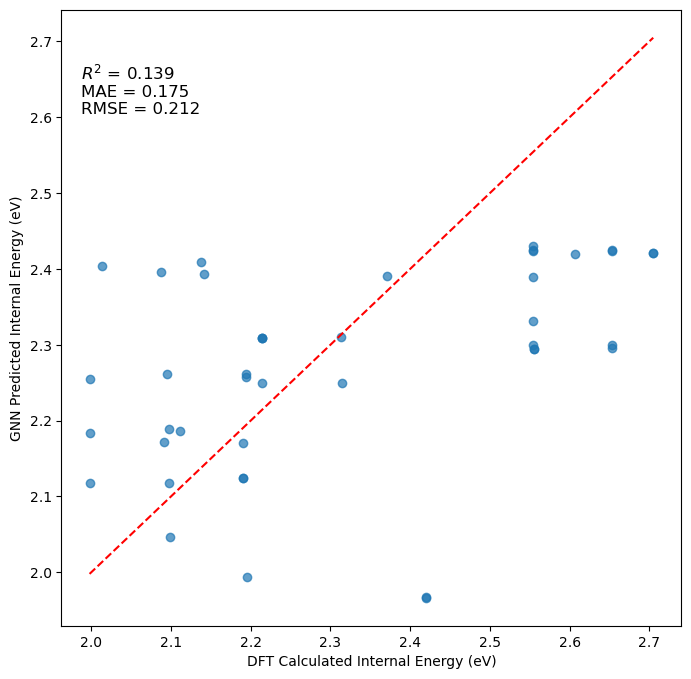 R² = 0.139
MAE = 0.175
RMSE = 0.212
GNN Predicted Internal Energy (eV)
2.7
2.6
2.5
2.4
2.3
2.2
2.1
2.0
2.0 2.1 2.2 2.3 2.4 2.5 2.6 2.7
DFT Calculated Internal Energy (eV)